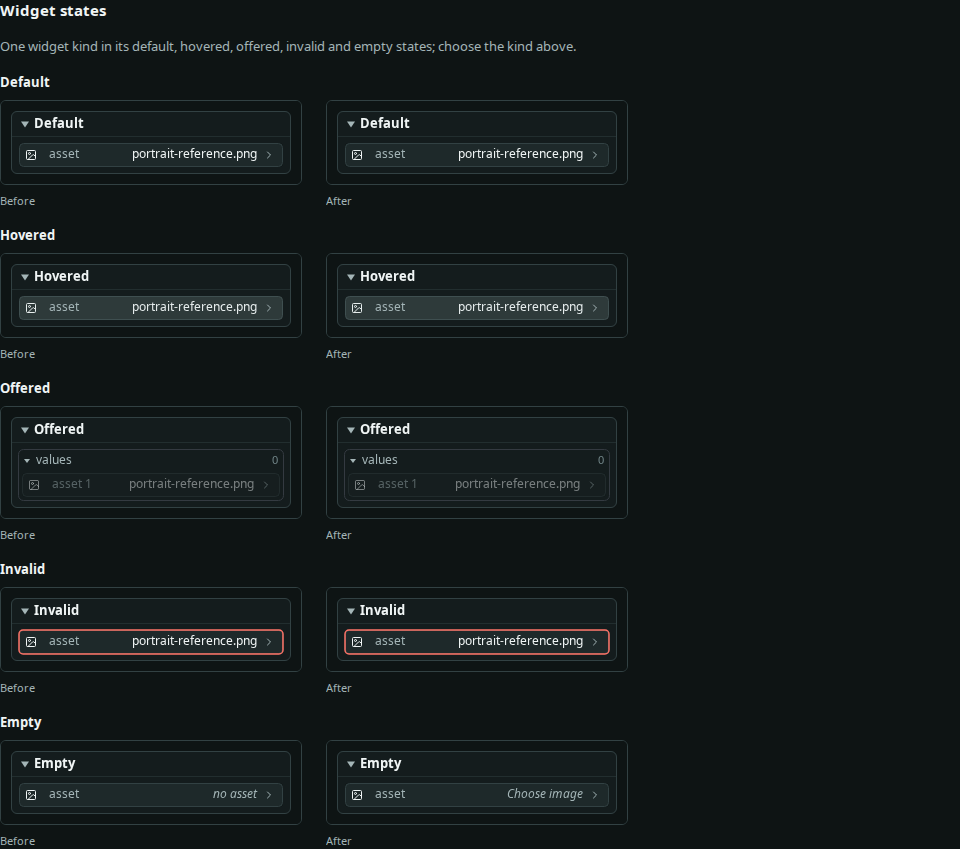 Widget states
One widget kind in its default, hovered, offered, invalid and empty states; choose the kind above.
Default
Default
asset portrait-reference.png
Default
asset portrait-reference.png
Before
After
Hovered
Hovered
asset portrait-reference.png
Hovered
asset portrait-reference.png
Before
After
Offered
Offered
values 0
asset 1 portrait-reference.png
Offered
values 0
asset 1 portrait-reference.png
Before
After
Invalid
Invalid
asset portrait-reference.png
Invalid
asset portrait-reference.png
Before
After
Empty
Empty
asset no asset
Empty
asset Choose image
Before
After